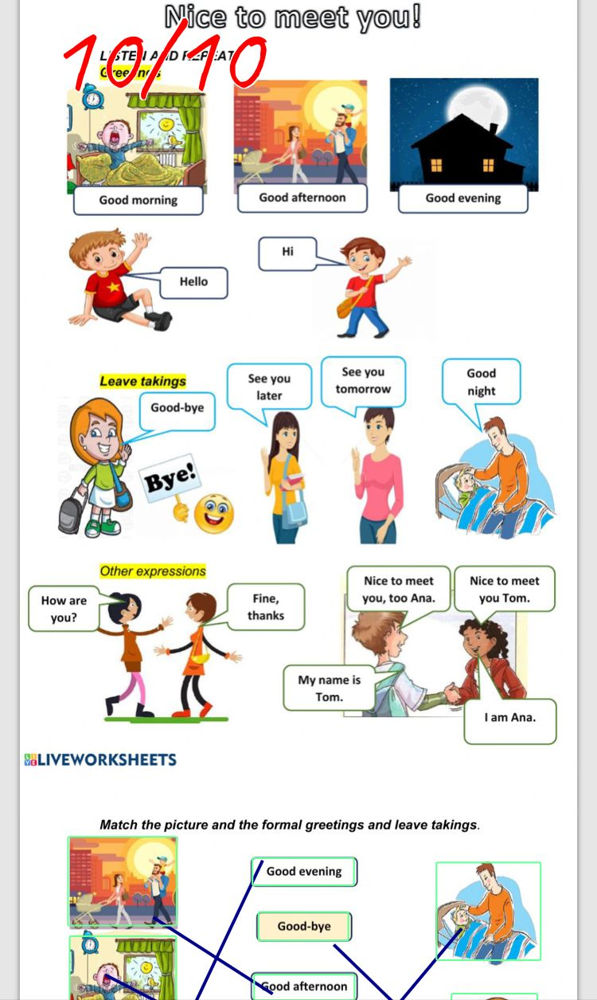 Nice to meet you!
10/10
LISTEN AND REPEAT
Greetings
Good morning
Good afternoon
Good evening
Hello
Hi
Leave takings
Good-bye
See you
later
See you
tomorrow
Good
night
Bye!
Other expressions
How are
you?
Fine,
thanks
Nice to meet
you, too Ana.
Nice to meet
you Tom.
My name is
Tom.
I am Ana.
LIVEWORKSHEETS
Match the picture and the formal greetings and leave takings.
Good evening
Good-bye
Good afternoon